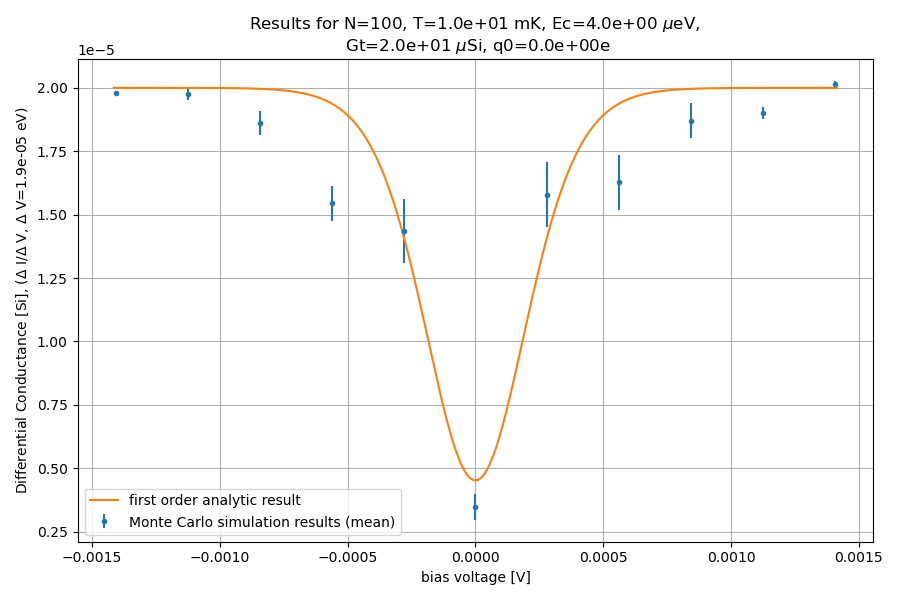 Results for N=100, T=1.0e+01 mK, Ec=4.0e+00 μeV,
Gt=2.0e+01 μSi, q0=0.0e+00e
1e−5
2.00
1.75
1.50
1.25
1.00
0.75
0.50
0.25
Differential Conductance [Si], (Δ I/Δ V, Δ V=1.9e-05 eV)
first order analytic result
Monte Carlo simulation results (mean)
−0.0015 −0.0010 −0.0005 0.0000 0.0005 0.0010 0.0015
bias voltage [V]